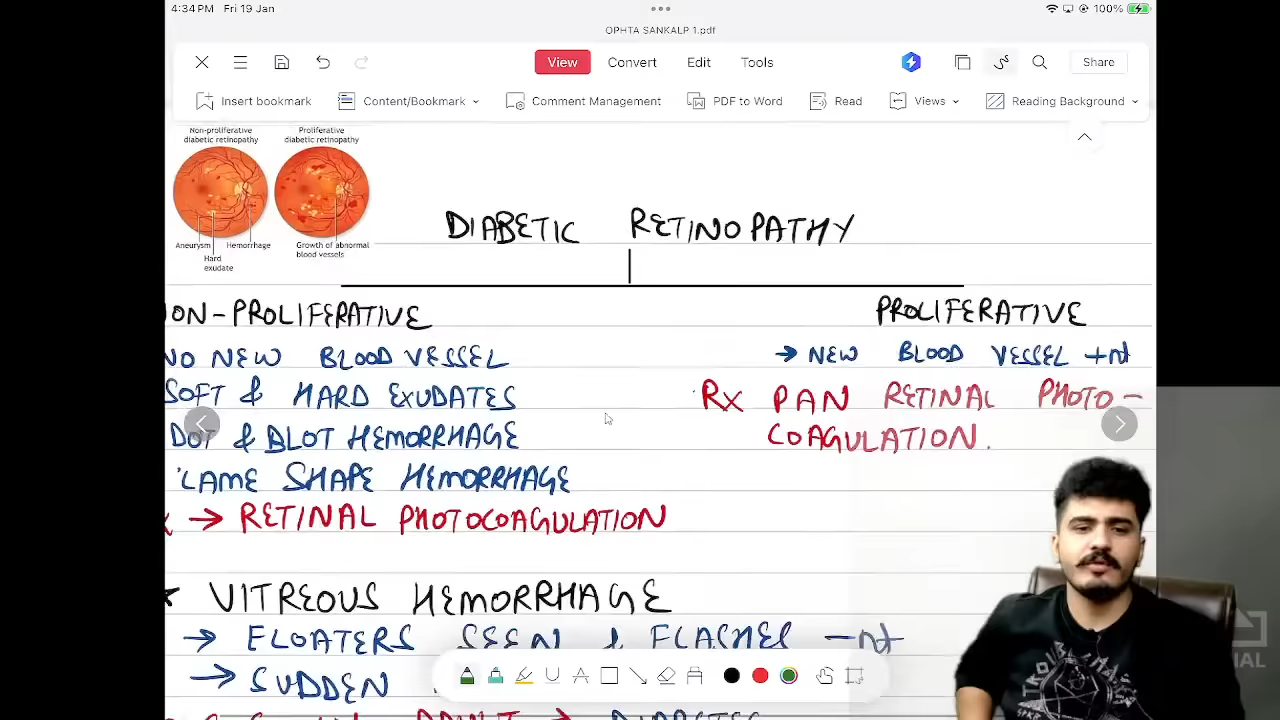 4:34 PM Fri 19 Jan
100%
OPHTA SANKALP 1.pdf
View Convert Edit Tools
Share
Insert bookmark Content/Bookmark Comment Management PDF to Word Read Views Reading Background
Non-proliferative
diabetic retinopathy
Proliferative
diabetic retinopathy
Aneurysm
Hemorrhage
Hard
exudate
Growth of abnormal
blood vessels
DIABETIC RETINOPATHY
ON-PROLIFERATIVE
NO NEW BLOOD VESSEL
SOFT & HARD EXUDATES
DOT & BLOT HEMORRHAGE
LAME SHAPE HEMORRHAGE
→ RETINAL PHOTOCOAGULATION
PROLIFERATIVE
→ NEW BLOOD VESSEL +nt
Rx PAN RETINAL PHOTO-
COAGULATION.
★ VITREOUS HEMORRHAGE
→ FLOATERS SEEN & FLASHES -nt
→ SUDDEN
ADULT → DIABETES